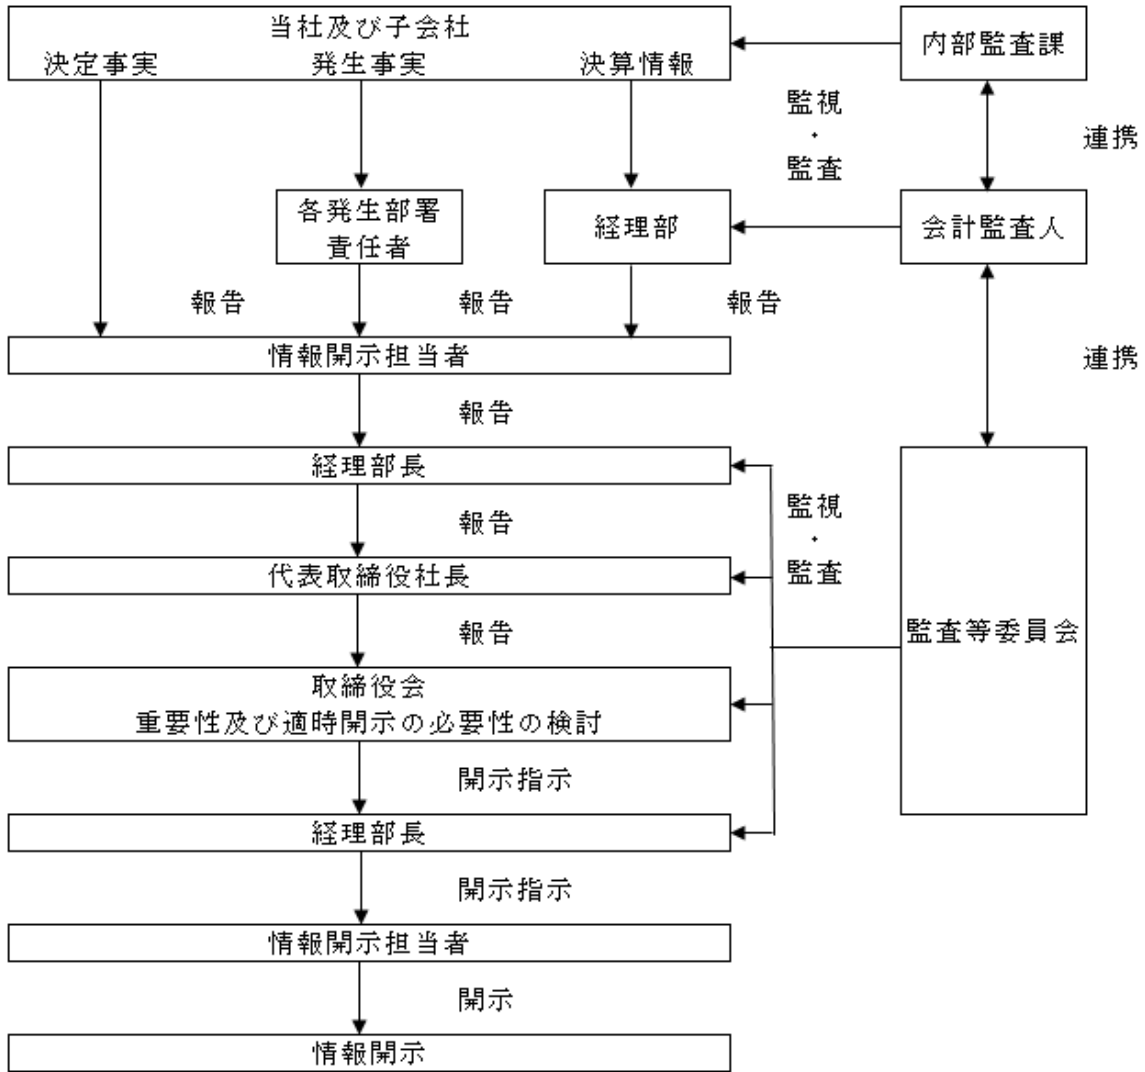 当社及び子会社
決定事実 発生事実 決算情報
内部監査課
監視
・
監査
連携
各発生部署
責任者
経理部
会計監査人
報告 報告 報告
情報開示担当者
連携
報告
経理部長
報告
監視
・
監査
代表取締役社長
監査等委員会
報告
取締役会
重要性及び適時開示の必要性の検討
開示指示
経理部長
開示指示
情報開示担当者
開示
情報開示